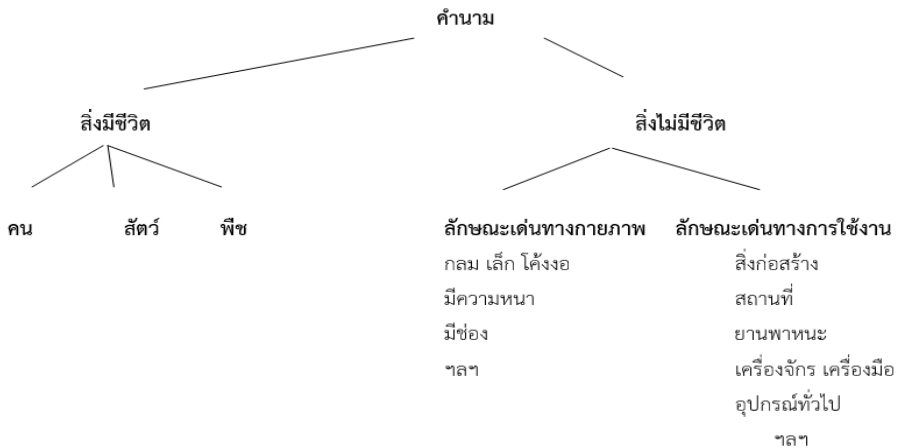 คำนาม
สิ่งมีชีวิต สิ่งไม่มีชีวิต
คน สัตว์ พืช ลักษณะเด่นทางกายภาพ ลักษณะเด่นทางการใช้งาน
กลม เล็ก โค้งงอ สิ่งก่อสร้าง
มีความหนา สถานที่
มีช่อง ยานพาหนะ
ฯลฯ เครื่องจักร เครื่องมือ
อุปกรณ์ทั่วไป
ฯลฯ